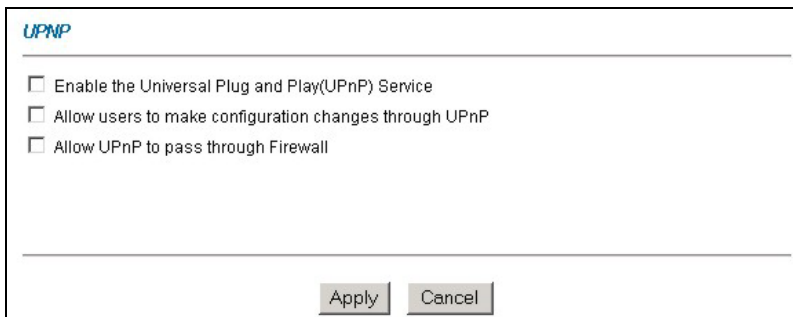 UPNP
Enable the Universal Plug and Play(UPnP) Service
Allow users to make configuration changes through UPnP
Allow UPnP to pass through Firewall
Apply Cancel